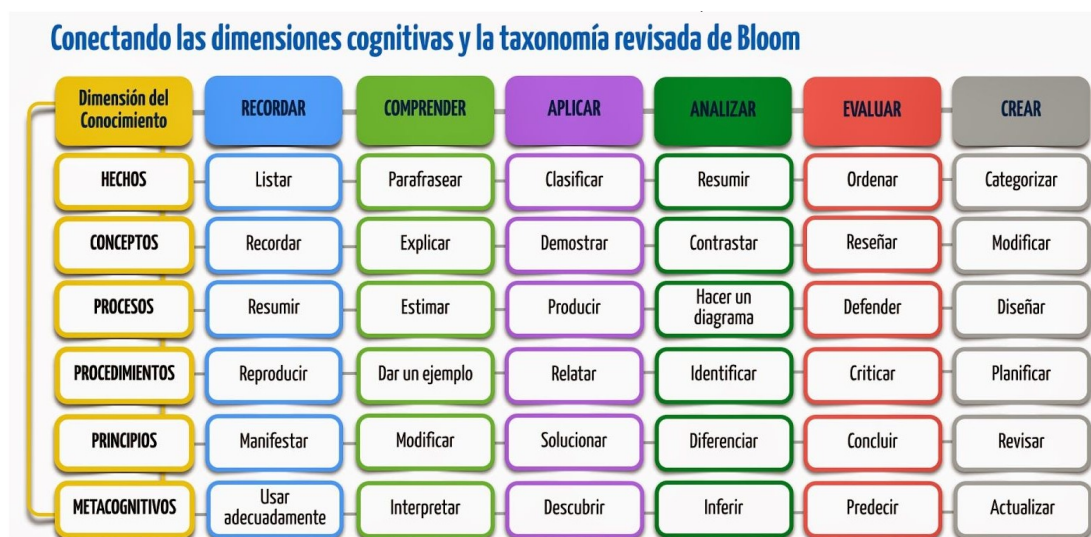 Conectando las dimensiones cognitivas y la taxonomía revisada de Bloom
Dimensión del
Conocimiento
RECORDAR
COMPRENDER
APLICAR
ANALIZAR
EVALUAR
CREAR
HECHOS
Listar
Parafrasear
Clasificar
Resumir
Ordenar
Categorizar
CONCEPTOS
Recordar
Explicar
Demostrar
Contrastar
Reseñar
Modificar
PROCESOS
Resumir
Estimar
Producir
Hacer un
diagrama
Defender
Diseñar
PROCEDIMIENTOS
Reproducir
Dar un ejemplo
Relatar
Identificar
Criticar
Planificar
PRINCIPIOS
Manifestar
Modificar
Solucionar
Diferenciar
Concluir
Revisar
METACOGNITIVOS
Usar
adecuadamente
Interpretar
Descubrir
Inferir
Predecir
Actualizar